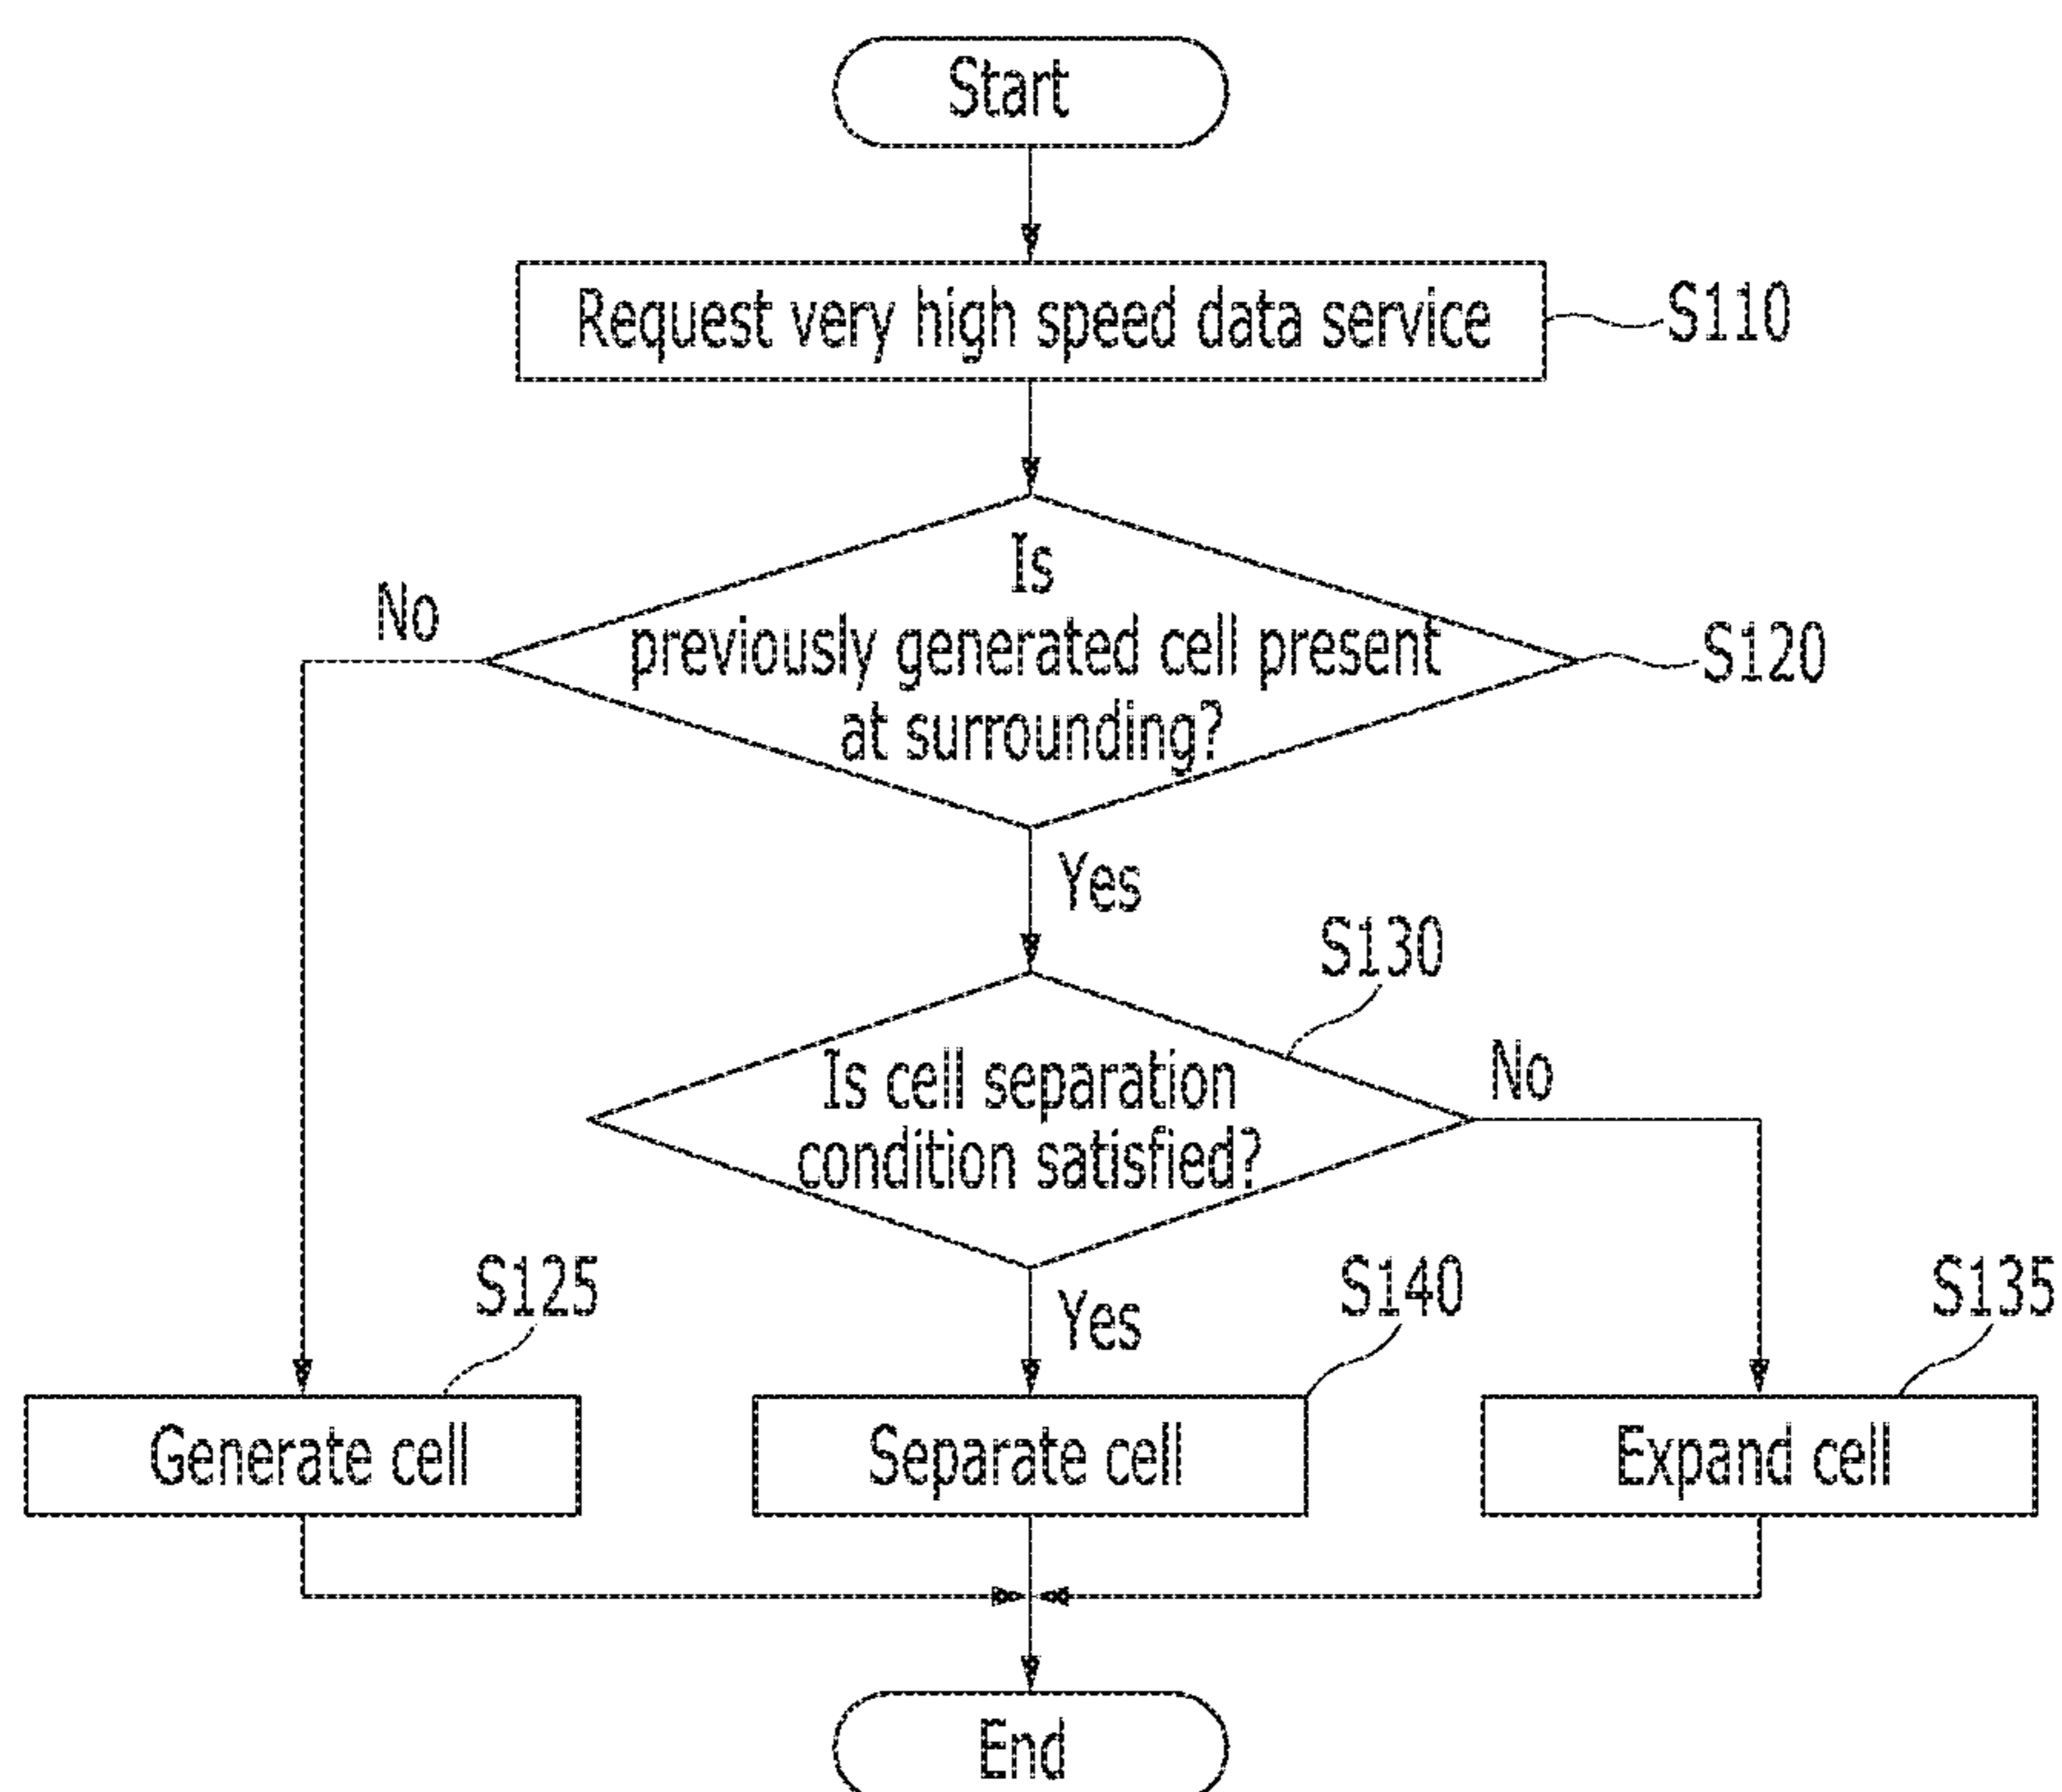 Start
Request very high speed data service
S110
Is
previously generated cell present
at surrounding?
No
S120
Yes
S130
Is cell separation
condition satisfied?
No
S125
Yes
S140
S135
Generate cell
Separate cell
Expand cell
End